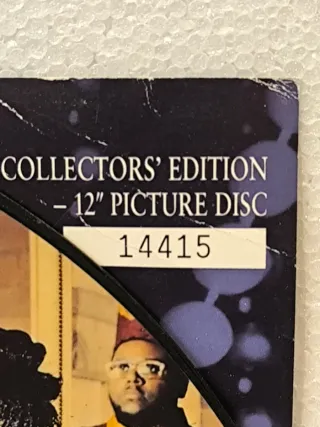 COLLECTORS' EDITION
– 12" PICTURE DISC
14415